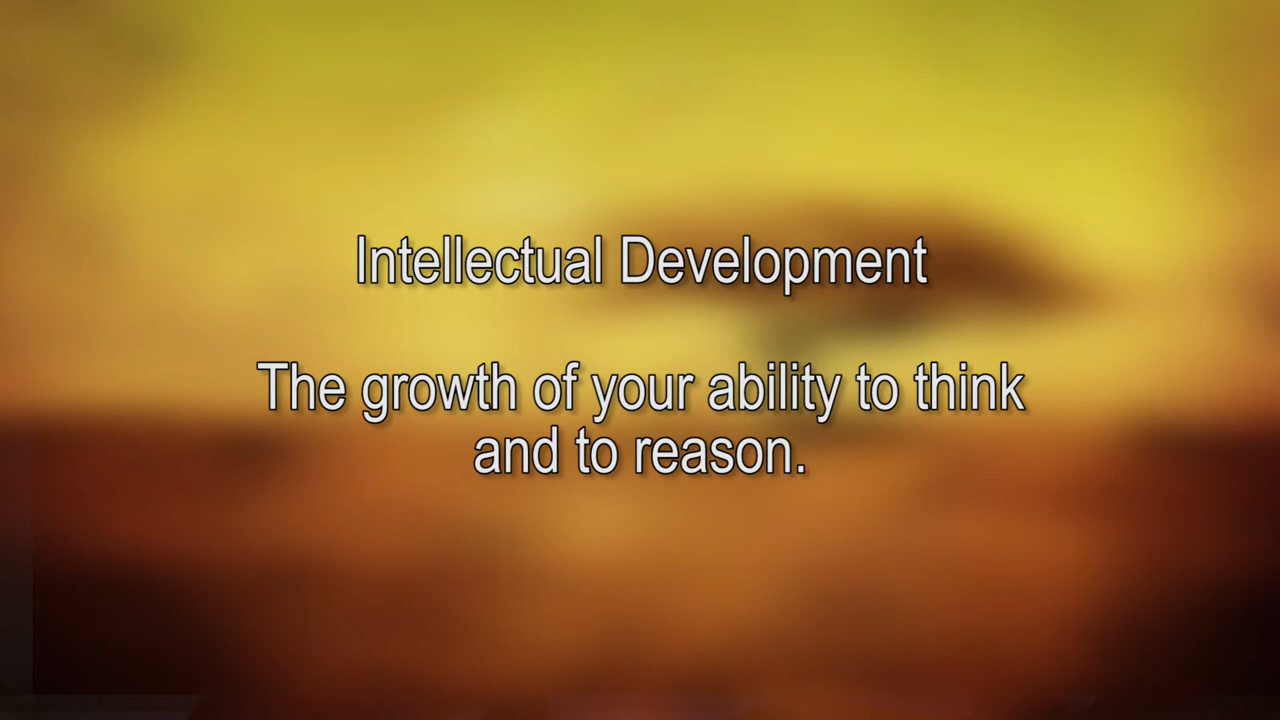 Intellectual Development
The growth of your ability to think
and to reason.